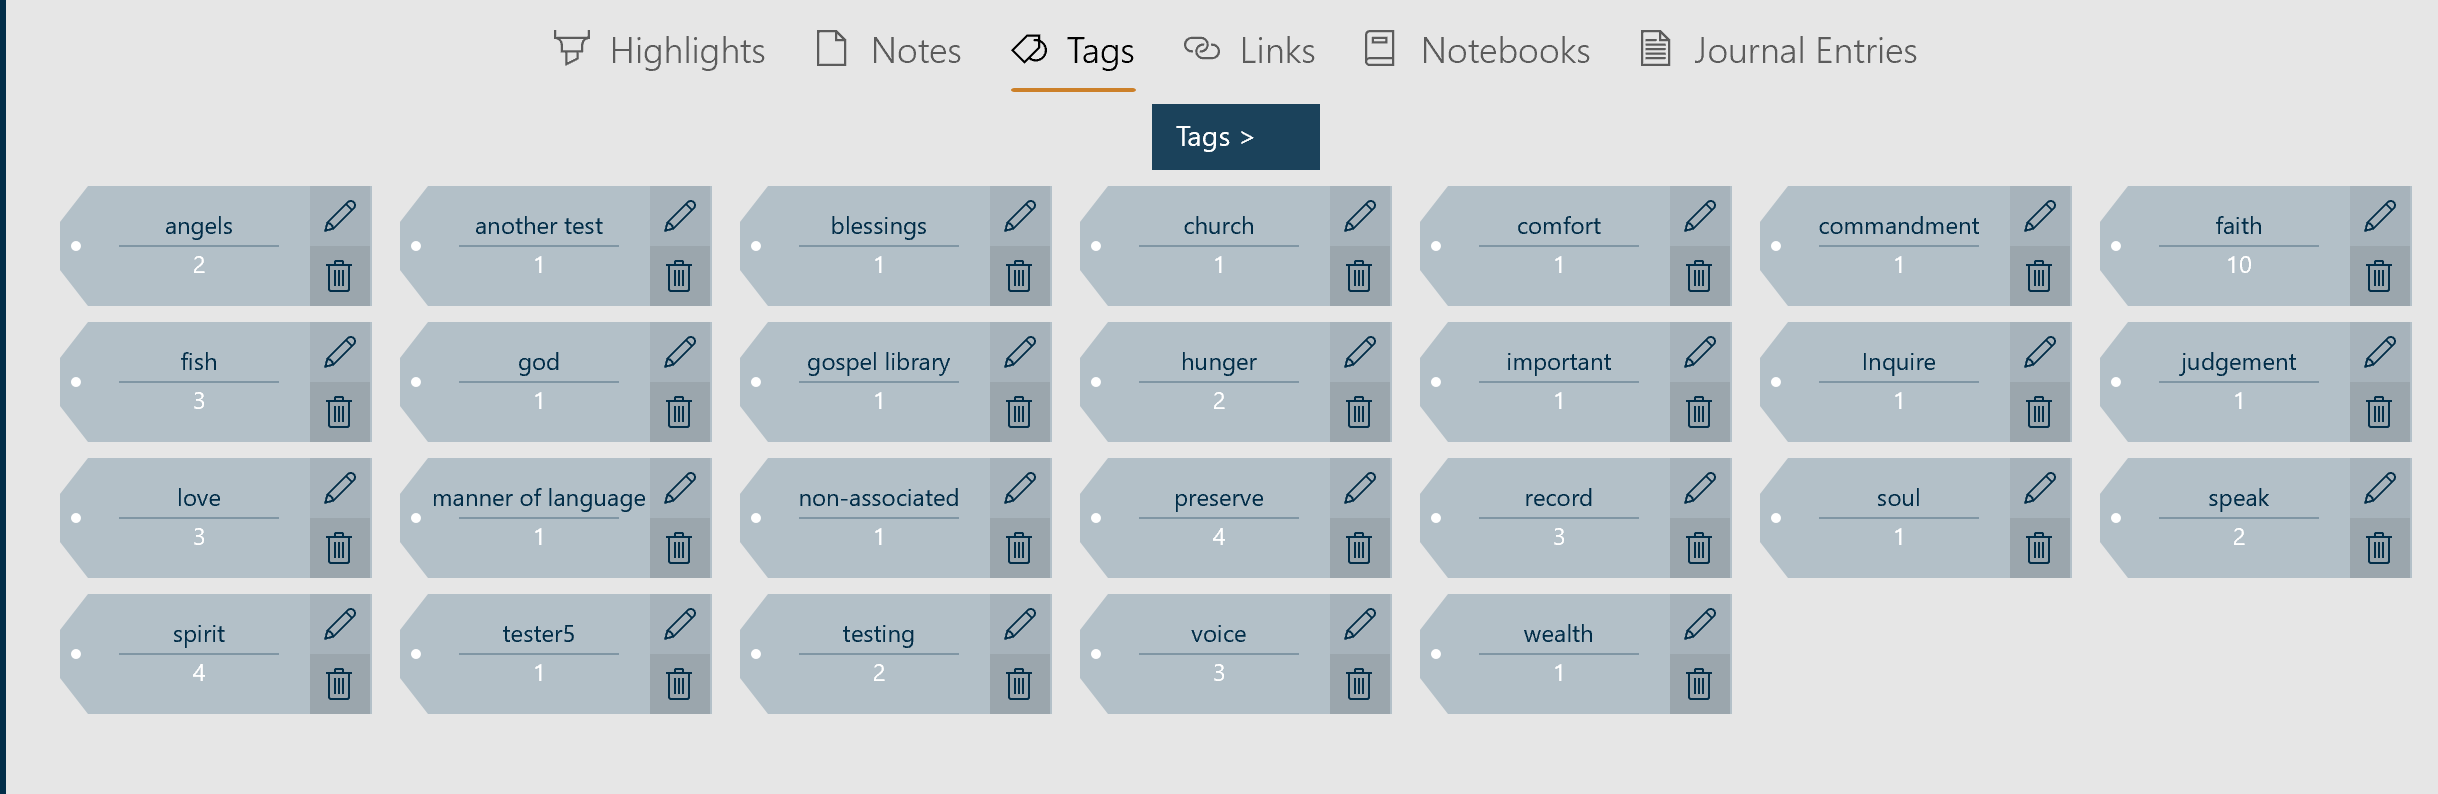 Highlights Notes Tags Links Notebooks Journal Entries
Tags >
angels another test blessings church comfort commandment faith
2 1 1 1 1 1 10
fish god gospel library hunger important Inquire judgement
3 1 1 2 1 1 1
love manner of language non-associated preserve record soul speak
3 1 1 4 3 1 2
spirit tester5 testing voice wealth
4 1 2 3 1